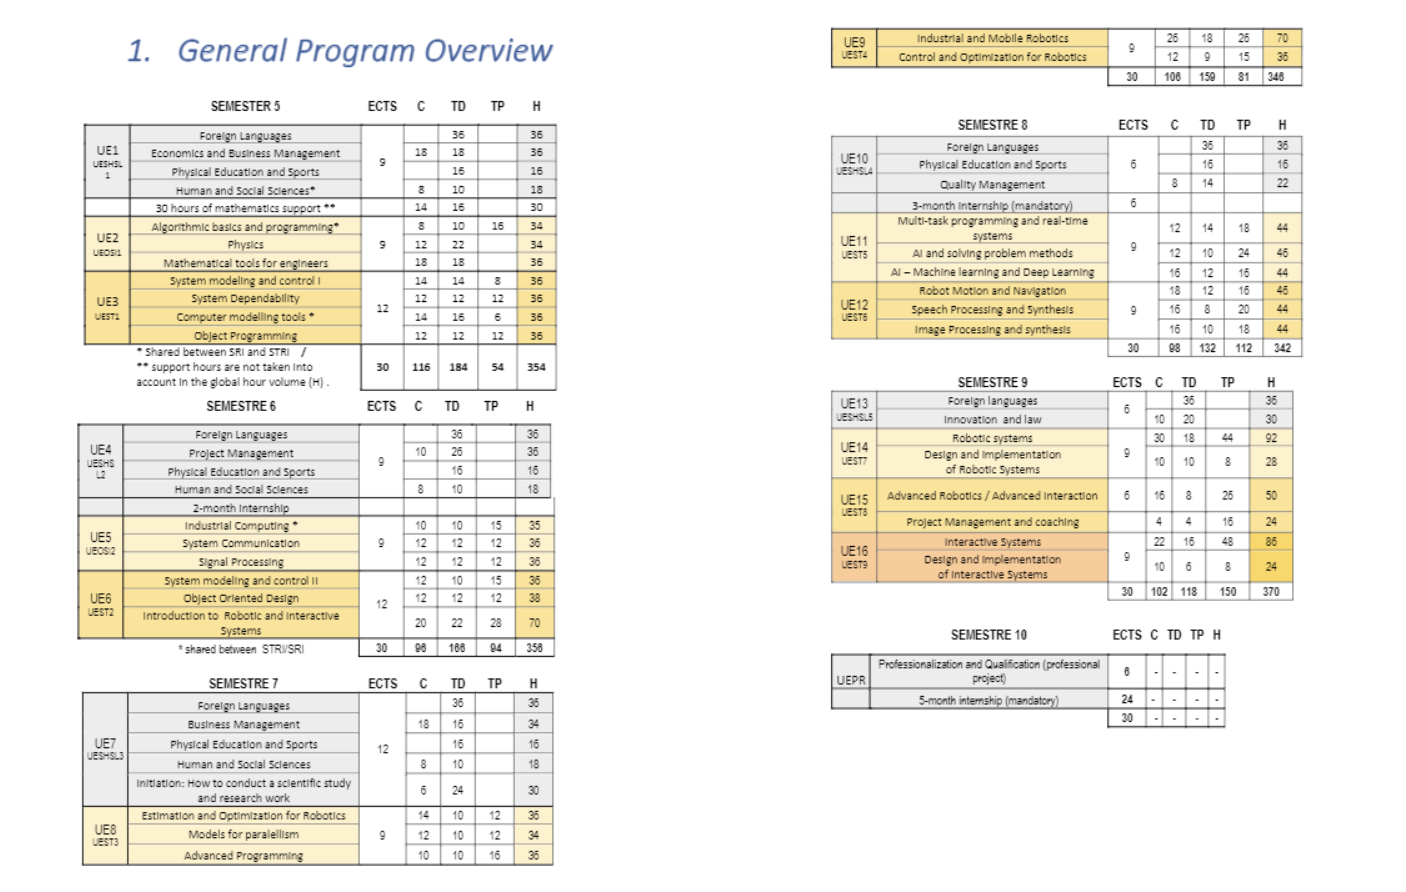 1. General Program Overview
SEMESTER 5 ECTS C TD TP H
UE1 UESHSL 1
Foreign Languages 36 36
Economics and Business Management 18 18 36
9
Physical Education and Sports 16 16
Human and Social Sciences* 8 10 18
30 hours of mathematics support ** 14 16 30
UE2 UEOSI1
Algorithmic basics and programming* 8 10 16 34
Physics 9 12 22 34
Mathematical tools for engineers 18 18 36
UE3 UEST1
System modeling and control I 14 14 8 36
System Dependability 12 12 12 36
12
Computer modelling tools * 14 16 6 36
Object Programming 12 12 12 36
* Shared between SRI and STRI /
** support hours are not taken into 30 116 184 54 354
account in the global hour volume (H) .
SEMESTRE 6 ECTS C TD TP H
UE4 UESHS L2
Foreign Languages 36 36
Project Management 10 26 36
9
Physical Education and Sports 16 16
Human and Social Sciences 8 10 18
2-month Internship
UE5 UEOSI2
Industrial Computing * 10 10 15 35
System Communication 9 12 12 12 36
Signal Processing 12 12 12 36
UE6 UEST2
System modeling and control II 12 10 15 36
Object Oriented Design 12 12 12 38
12
Introduction to Robotic and Interactive
Systems 20 22 28 70
* shared between STRI/SRI 30 96 166 94 356
SEMESTRE 7 ECTS C TD TP H
UE7 UESHSL3
Foreign Languages 36 36
Business Management 18 16 34
Physical Education and Sports 12 16 16
Human and Social Sciences 8 10 18
Initiation: How to conduct a scientific study
and research work 6 24 30
UE8 UEST3
Estimation and Optimization for Robotics 14 10 12 36
Models for paralellism 9 12 10 12 34
Advanced Programming 10 10 16 36
UE9 UEST4
Industrial and Mobile Robotics 26 18 26 70
9
Control and Optimization for Robotics 12 9 15 36
30 106 159 81 346
SEMESTRE 8 ECTS C TD TP H
UE10 UESHSL4
Foreign Languages 36 36
Physical Education and Sports 6 16 16
Quality Management 8 14 22
3-month Internship (mandatory) 6
UE11 UEST5
Multi-task programming and real-time
systems 12 14 18 44
9
AI and solving problem methods 12 10 24 46
AI – Machine learning and Deep Learning 16 12 16 44
UE12 UEST6
Robot Motion and Navigation 18 12 16 46
Speech Processing and Synthesis 9 16 8 20 44
Image Processing and synthesis 16 10 18 44
30 98 132 112 342
SEMESTRE 9 ECTS C TD TP H
UE13 UESHSL5
Foreign languages 36 36
6
Innovation and law 10 20 30
UE14 UEST7
Robotic systems 30 18 44 92
9
Design and Implementation
of Robotic Systems 10 10 8 28
UE15 UEST8
Advanced Robotics / Advanced Interaction 6 16 8 26 50
Project Management and coaching 4 4 16 24
UE16 UEST9
Interactive Systems 22 16 48 86
9
Design and Implementation
of Interactive Systems 10 6 8 24
30 102 118 150 370
SEMESTRE 10 ECTS C TD TP H
UEPR
Professionalization and Qualification (professional
project) 6 - - - -
5-month internship (mandatory) 24 - - - -
30 - - - -